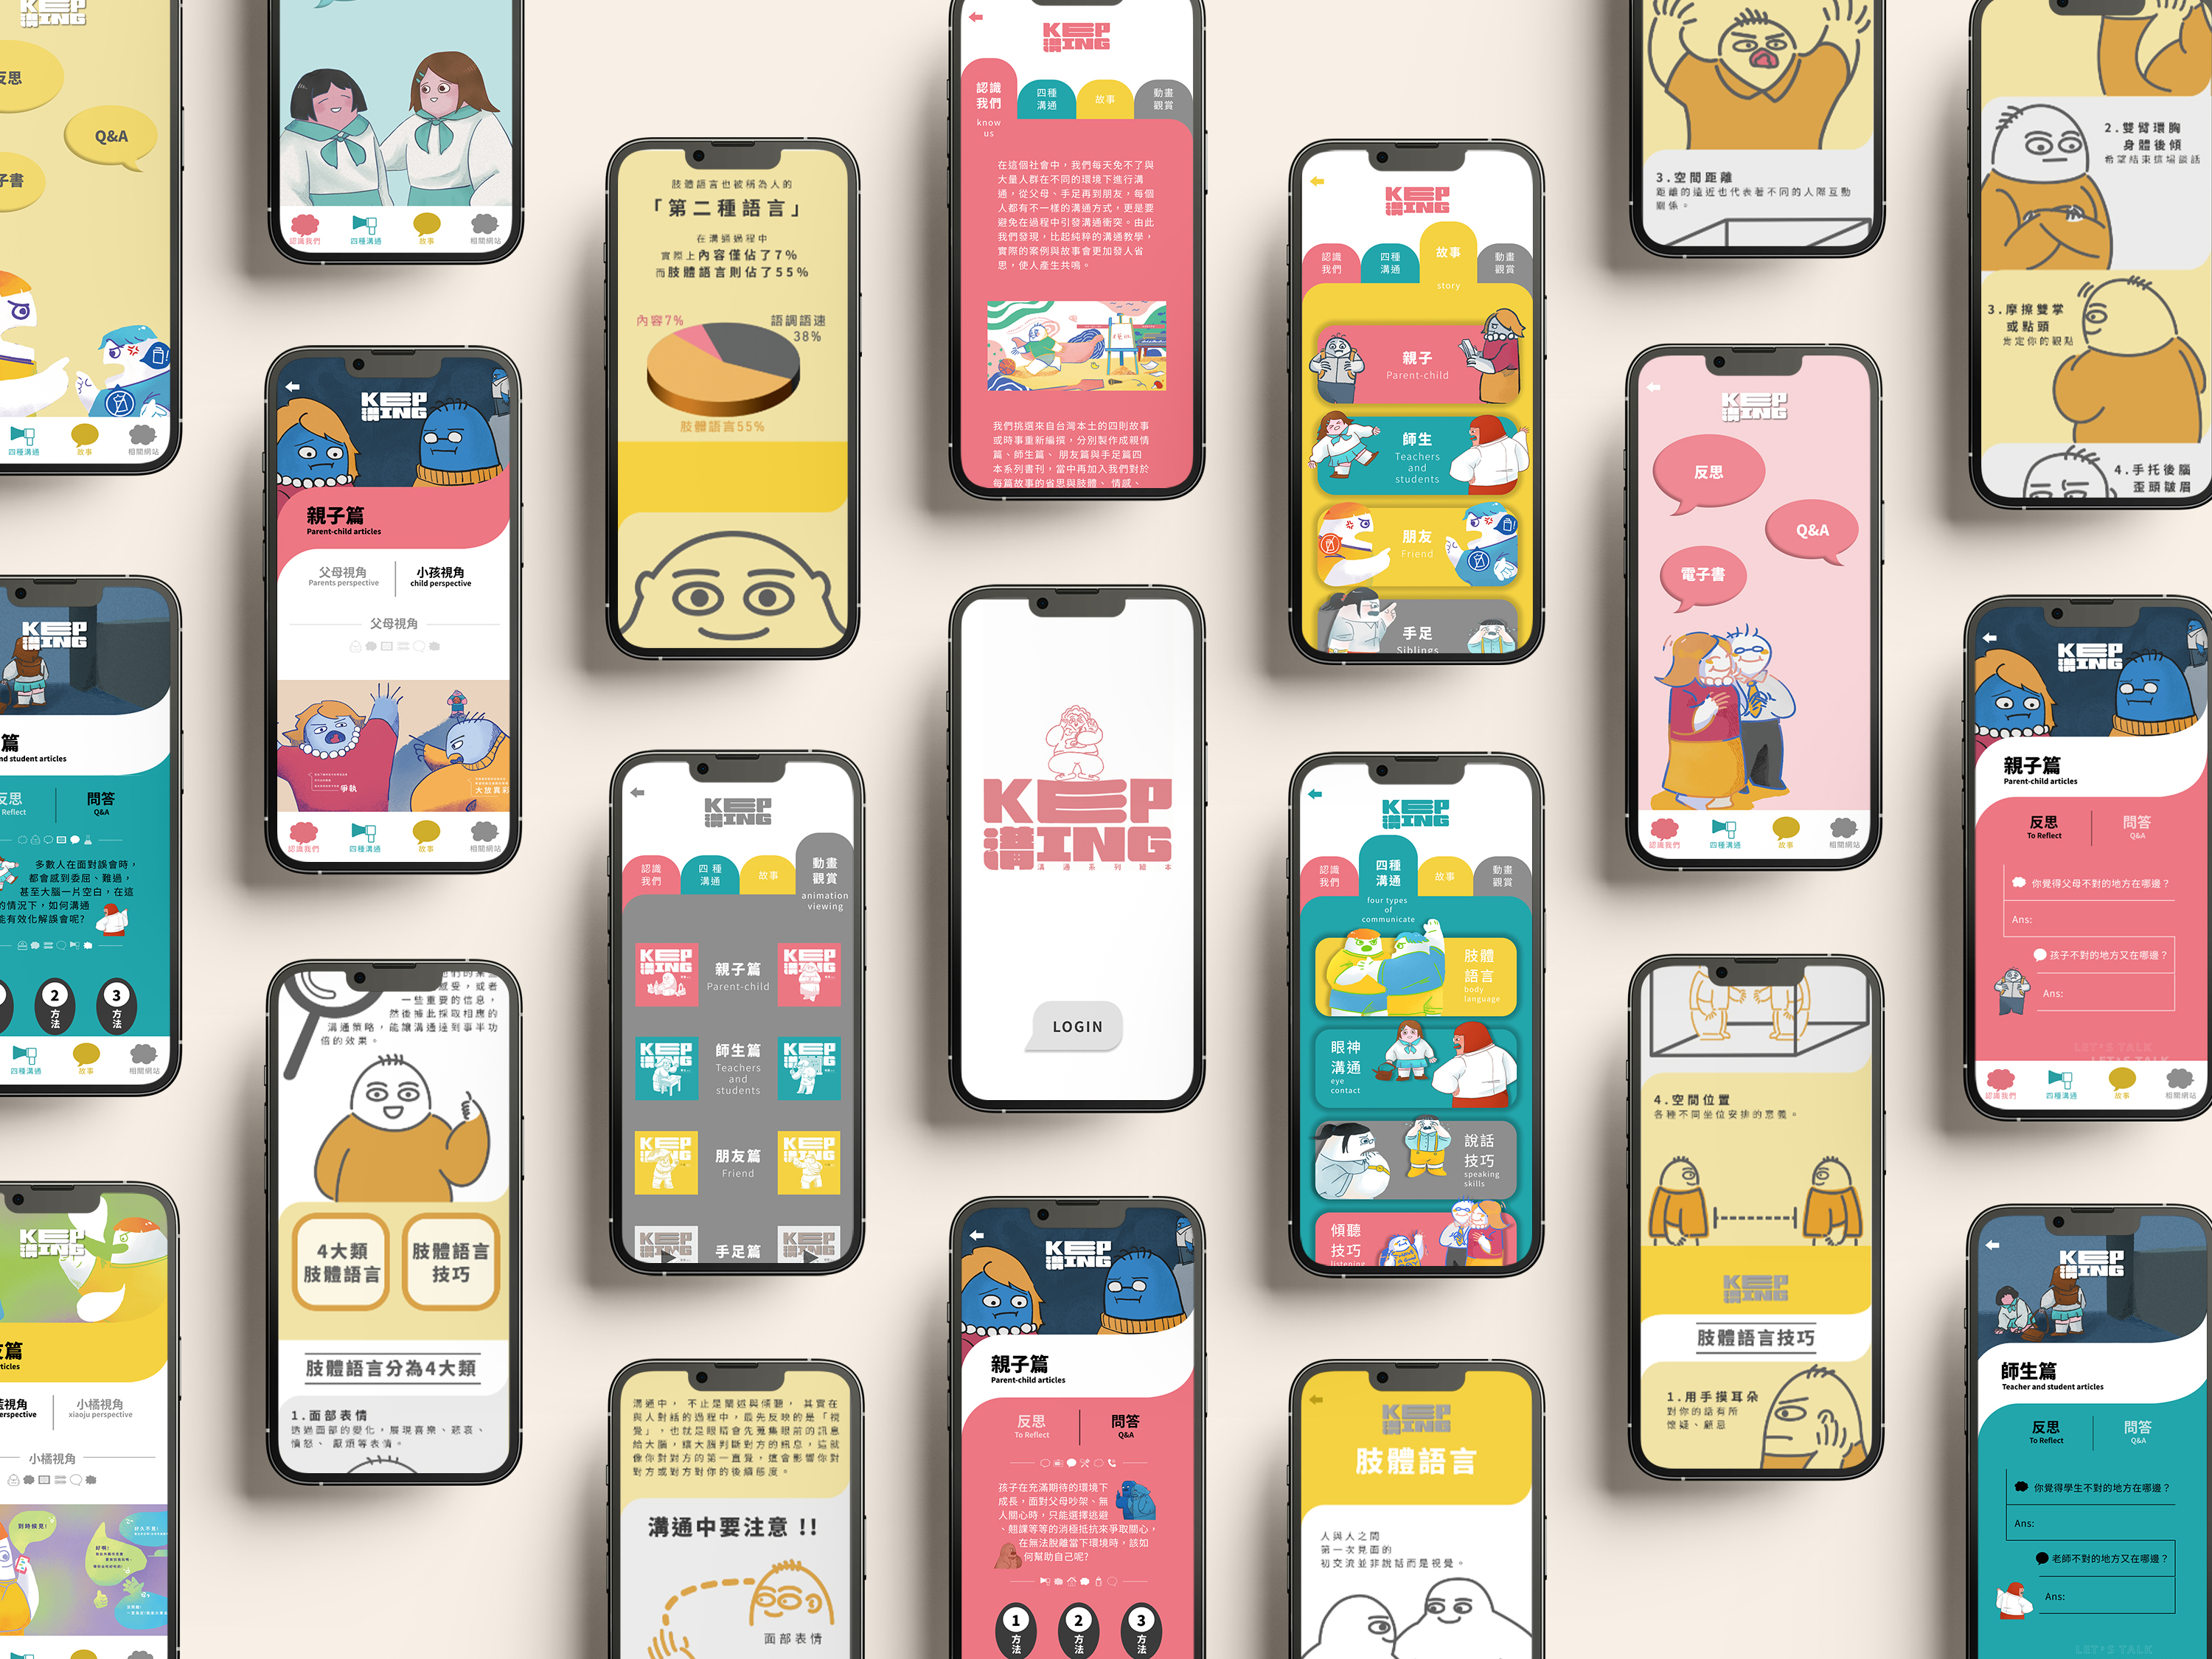 KEEP
溝ING
反思
Q&A
子書
四種溝通
故事
相關網站
KEEP
溝ING
篇
nd student articles
反思
Reflect
問答
Q&A
多數人在面對誤會時，
都會感到委屈、難過，
甚至大腦一片空白，在這
的情況下，如何溝通
能有效化解誤會呢？
2
方法
3
方法
四種溝通
故事
相關網站
KEEP
溝ING
友篇
ticles
藍視角
erspective
小橘視角
xiaoju perspective
小橘視角
到時候見!
好久不見!
好啊!
認識我們
四種溝通
故事
相關網站
KEEP
溝ING
親子篇
Parent-child articles
父母視角
Parents perspective
小孩視角
child perspective
父母視角
爭執
大放異彩
認識我們
四種溝通
故事
相關網站
感受，或者
一些重要的信息，
然後據此採取相應的
溝通策略，能讓溝通達到事半功
倍的效果。
4大類
肢體語言
肢體語言
技巧
肢體語言分為4大類
1.面部表情
透過面部的變化，展現喜樂、悲哀、
憤怒、厭煩等表情。
肢體語言也被稱為人的
「第二種語言」
在溝通過程中
實際上內容僅佔了7%
而肢體語言則佔了55%
內容7%
語調語速
38%
肢體語言55%
KEEP
溝ING
認識
我們
四種
溝通
故事
動畫
觀賞
animation
viewing
親子篇
Parent-child
師生篇
Teachers
and
students
朋友篇
Friend
手足篇
溝通中，不止是闡述與傾聽，其實在
與人對話的過程中，最先反映的是「視
覺」，也就是眼睛會先蒐集眼前的訊息
給大腦，讓大腦判斷對方的訊息，這就
像你對對方的第一直覺，這會影響你對
對方或對方對你的後續態度。
溝通中要注意 !!
面部表情
KEEP
溝ING
認識
我們
know
us
四種
溝通
故事
動畫
觀賞
在這個社會中，我們每天免不了與
大量人群在不同的環境下進行溝
通，從父母、手足再到朋友，每個
人都有不一樣的溝通方式，更是要
避免在過程中引發溝通衝突。由此
我們發現，比起純粹的溝通教學，
實際的案例與故事會更加發人省
思，使人產生共鳴。
我們挑選來自台灣本土的四則故事
或時事重新編撰，分別製作成親情
篇、師生篇、朋友篇與手足篇四
本系列書刊，當中再加入我們對於
每篇故事的省思與肢體、情感、
KEEP
溝ING
溝通系列繪本
LOGIN
KEEP
溝ING
親子篇
Parent-child articles
反思
To Reflect
問答
Q&A
孩子在充滿期待的環境下
成長，面對父母吵架、無
人關心時，只能選擇逃避
、翹課等等的消極抵抗來爭取關心，
在無法脫離當下環境時，該如
何幫助自己呢？
1
方法
2
方法
3
方法
KEEP
溝ING
認識
我們
四種
溝通
故事
story
動畫
觀賞
親子
Parent-child
師生
Teachers
and
students
朋友
Friend
手足
Siblings
KEEP
溝ING
認識
我們
四種
溝通
four types
of
communicate
故事
動畫
觀賞
肢體
語言
body
language
眼神
溝通
eye
contact
說話
技巧
speaking
skills
傾聽
技巧
listening
KEEP
溝ING
肢體語言
人與人之間
第一次見面的
初交流並非說話而是視覺。
3.空間距離
距離的遠近也代表著不同的人際互動
關係。
KEEP
溝ING
反思
Q&A
電子書
認識我們
四種溝通
故事
相關網站
4.空間位置
各種不同坐位安排的意義。
KEEP
溝ING
肢體語言技巧
1.用手摸耳朵
對你的話有所
懷疑、顧忌
2.雙臂環胸
身體後傾
希望結束這場談話
3.摩擦雙掌
或點頭
肯定你的觀點
4.手托後腦
歪頭皺眉
KEEP
溝ING
親子篇
Parent-child articles
反思
To Reflect
問答
Q&A
你覺得父母不對的地方在哪邊？
Ans:
孩子不對的地方又在哪邊？
Ans:
LET'S TALK
LET'S TALK
認識我們
四種溝通
故事
相關網站
KEEP
溝ING
師生篇
Teacher and student articles
反思
To Reflect
問答
Q&A
你覺得學生不對的地方在哪邊？
Ans:
老師不對的地方又在哪邊？
Ans:
LET'S TALK